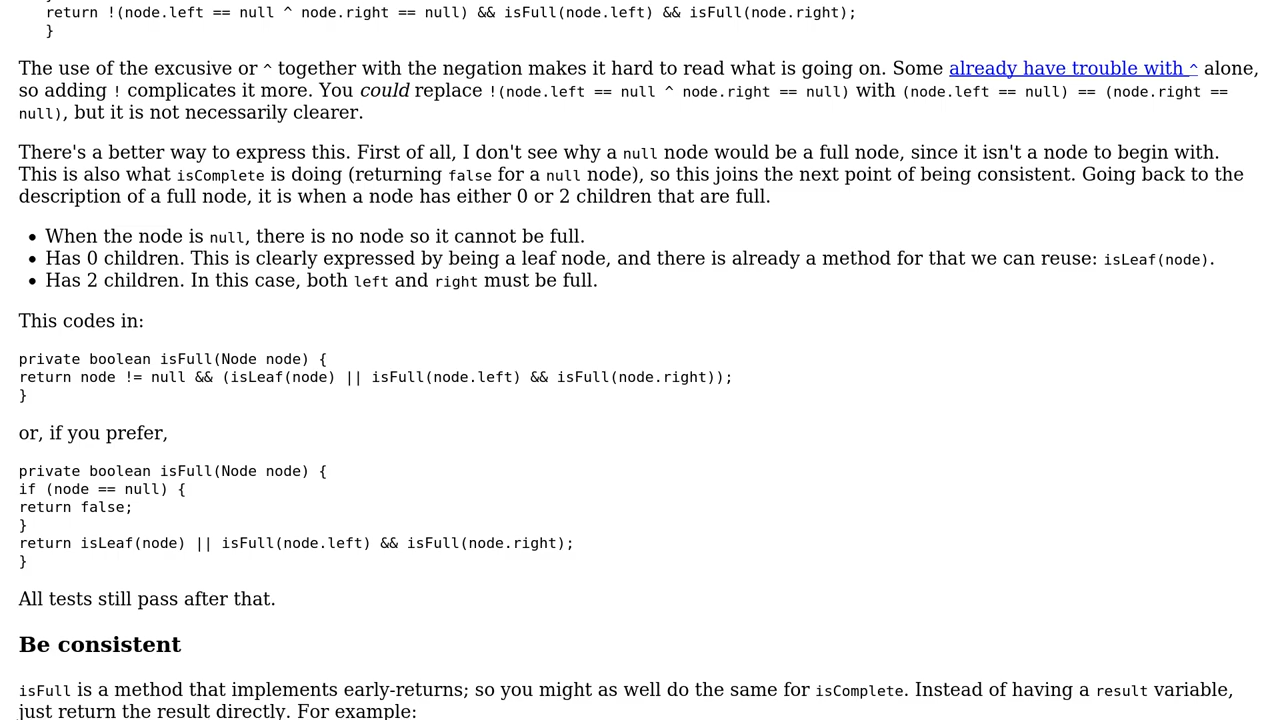 return !(node.left == null ^ node.right == null) && isFull(node.left) && isFull(node.right);
}
The use of the excusive or ^ together with the negation makes it hard to read what is going on. Some already have trouble with ^ alone,
so adding ! complicates it more. You could replace !(node.left == null ^ node.right == null) with (node.left == null) == (node.right ==
null), but it is not necessarily clearer.
There's a better way to express this. First of all, I don't see why a null node would be a full node, since it isn't a node to begin with.
This is also what isComplete is doing (returning false for a null node), so this joins the next point of being consistent. Going back to the
description of a full node, it is when a node has either 0 or 2 children that are full.
• When the node is null, there is no node so it cannot be full.
• Has 0 children. This is clearly expressed by being a leaf node, and there is already a method for that we can reuse: isLeaf(node).
• Has 2 children. In this case, both left and right must be full.
This codes in:
private boolean isFull(Node node) {
return node != null && (isLeaf(node) || isFull(node.left) && isFull(node.right));
}
or, if you prefer,
private boolean isFull(Node node) {
if (node == null) {
return false;
}
return isLeaf(node) || isFull(node.left) && isFull(node.right);
}
All tests still pass after that.
Be consistent
isFull is a method that implements early-returns; so you might as well do the same for isComplete. Instead of having a result variable,
just return the result directly. For example: